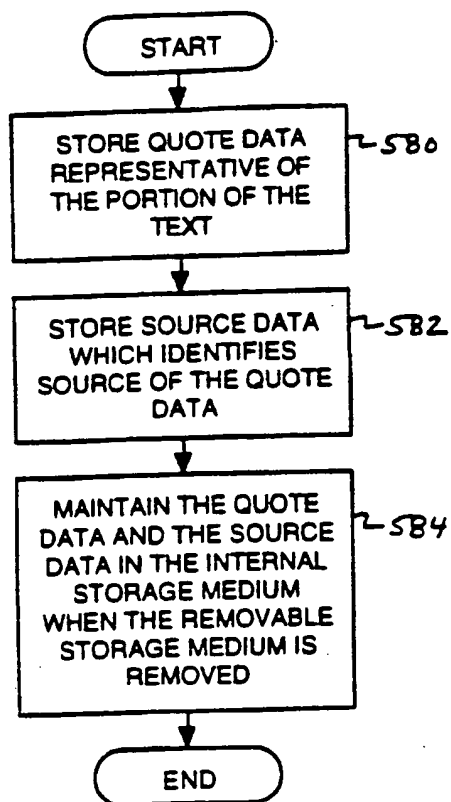 START
STORE QUOTE DATA
REPRESENTATIVE OF
THE PORTION OF THE
TEXT
580
STORE SOURCE DATA
WHICH IDENTIFIES
SOURCE OF THE QUOTE
DATA
582
MAINTAIN THE QUOTE
DATA AND THE SOURCE
DATA IN THE INTERNAL
STORAGE MEDIUM
WHEN THE REMOVABLE
STORAGE MEDIUM IS
REMOVED
584
END